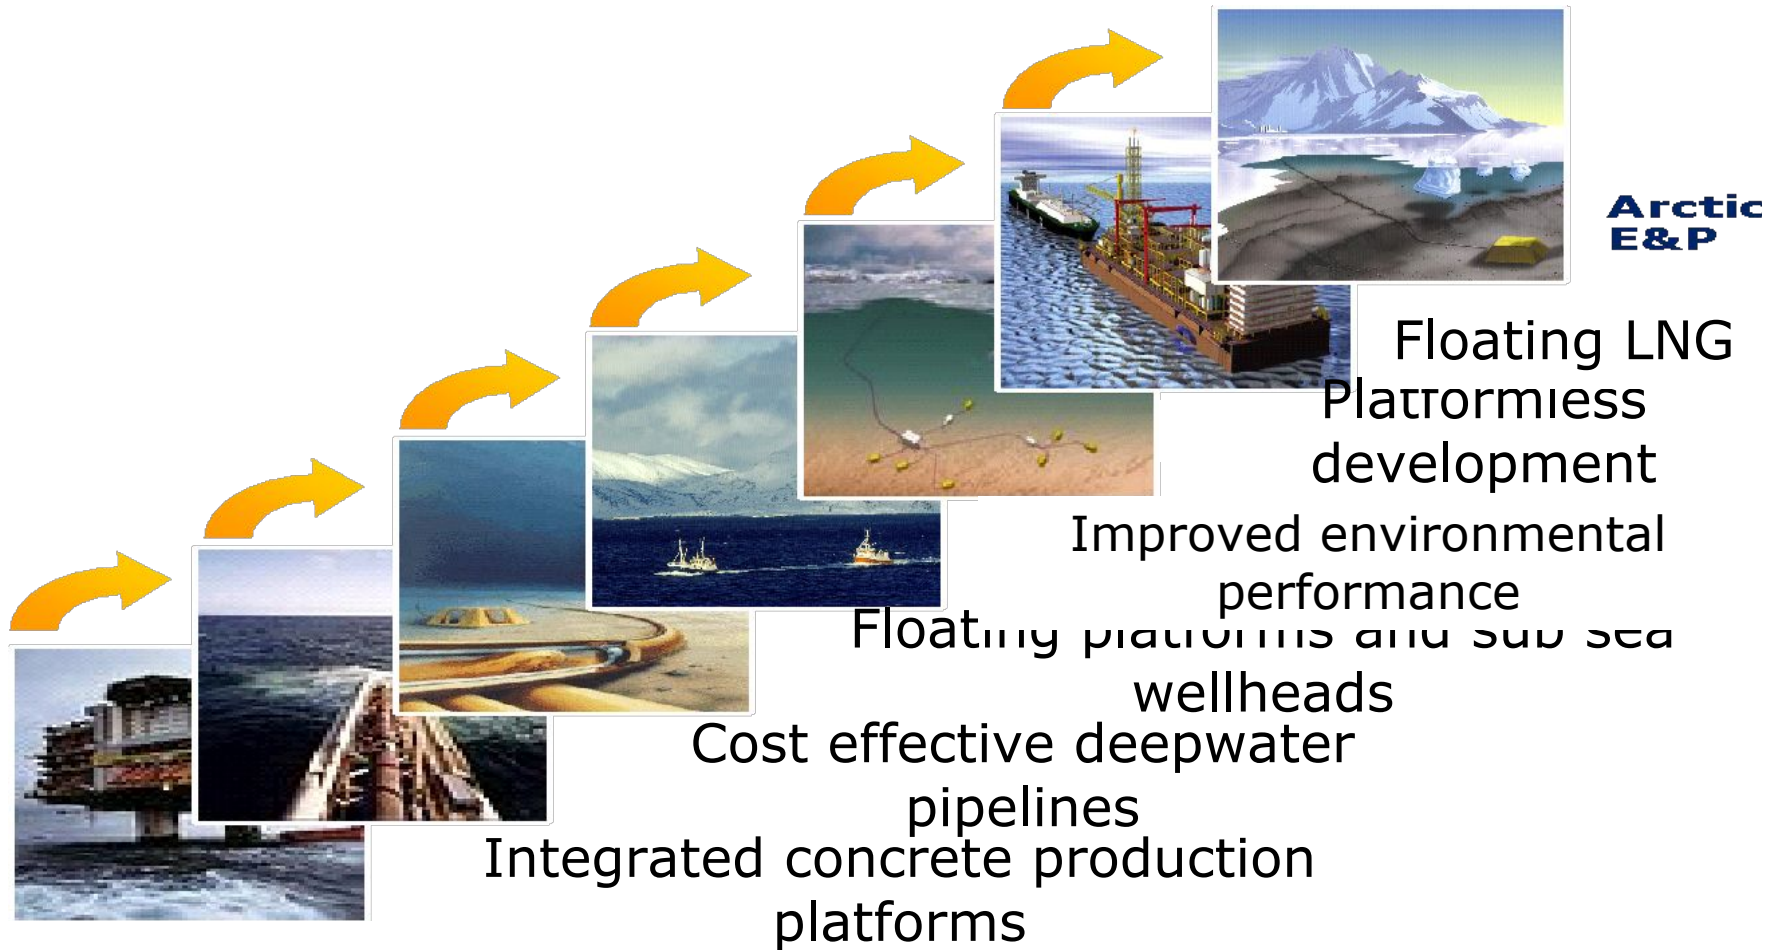 Arctic
E&P
Floating LNG
Platformless
development
Improved environmental
performance
Floating platforms and sub sea
wellheads
Cost effective deepwater
pipelines
Integrated concrete production
platforms